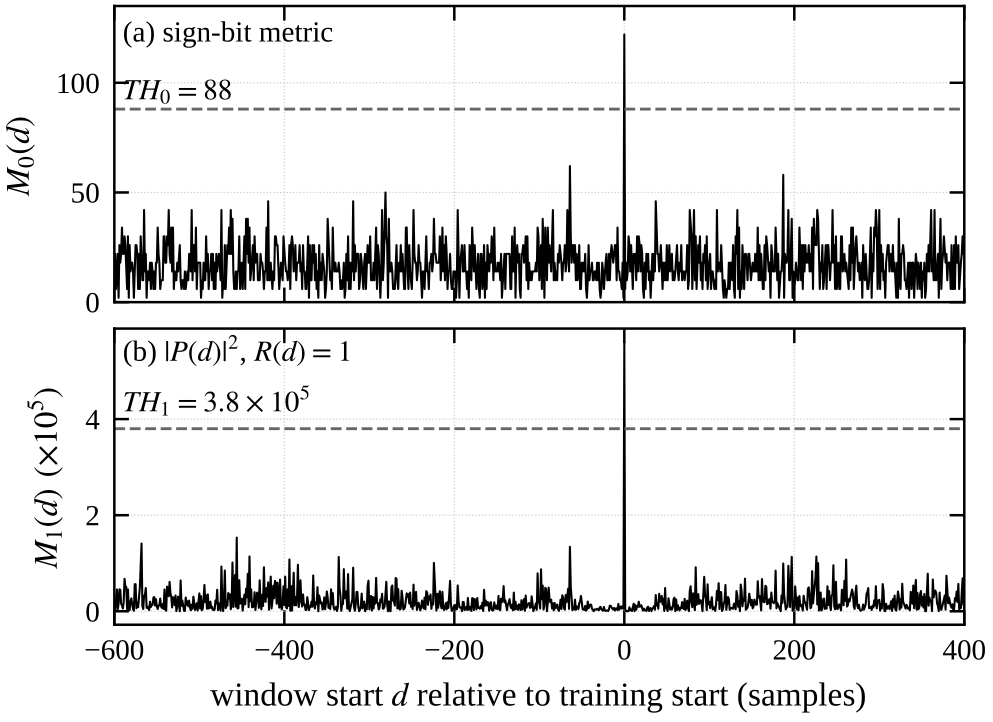 (a) sign-bit metric
TH₀ = 88
100
50
0
M₀(d)
(b) |P(d)|², R(d) = 1
TH₁ = 3.8 × 10⁵
4
2
0
M₁(d) (×10⁵)
−600 −400 −200 0 200 400
window start d relative to training start (samples)